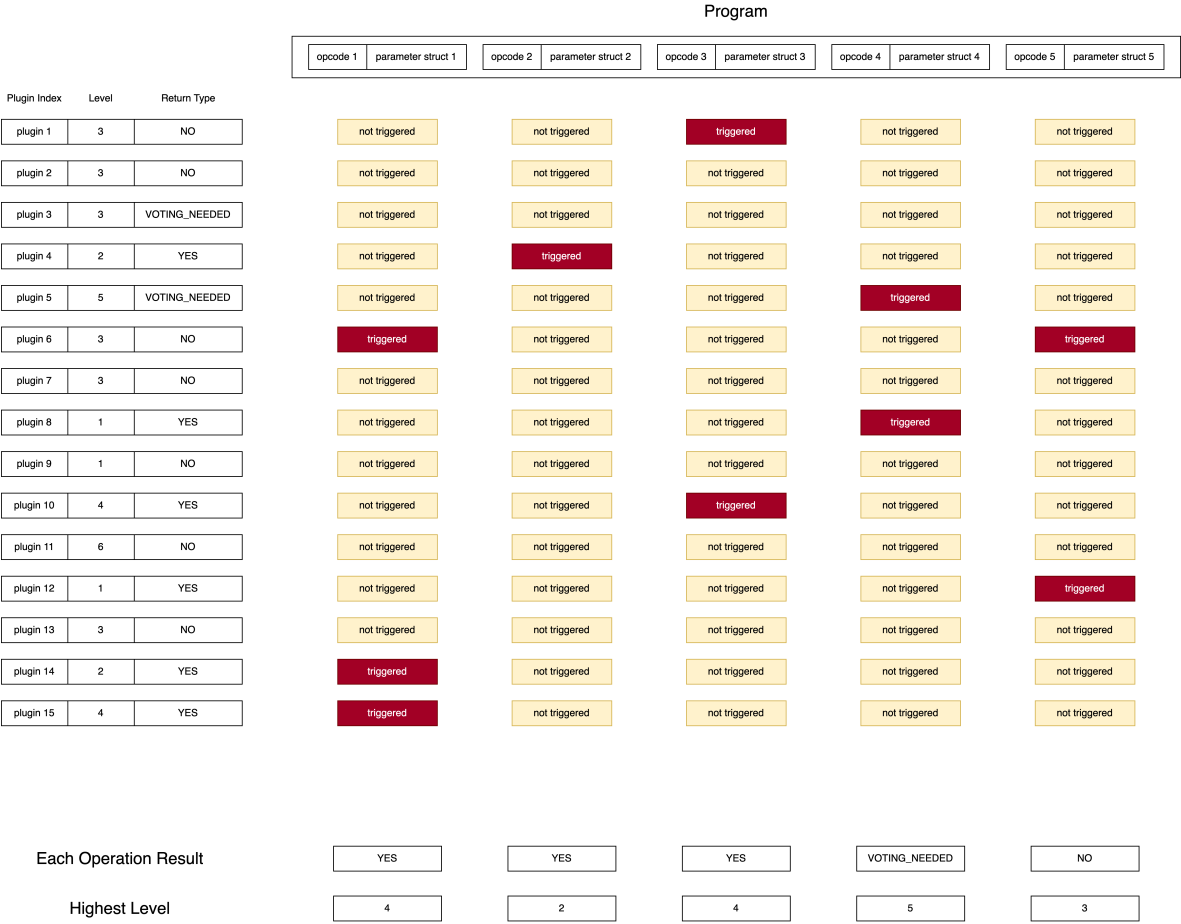 Program
opcode 1 parameter struct 1 opcode 2 parameter struct 2 opcode 3 parameter struct 3 opcode 4 parameter struct 4 opcode 5 parameter struct 5
Plugin Index Level Return Type
plugin 1 3 NO not triggered not triggered triggered not triggered not triggered
plugin 2 3 NO not triggered not triggered not triggered not triggered not triggered
plugin 3 3 VOTING_NEEDED not triggered not triggered not triggered not triggered not triggered
plugin 4 2 YES not triggered triggered not triggered not triggered not triggered
plugin 5 5 VOTING_NEEDED not triggered not triggered not triggered triggered not triggered
plugin 6 3 NO triggered not triggered not triggered not triggered triggered
plugin 7 3 NO not triggered not triggered not triggered not triggered not triggered
plugin 8 1 YES not triggered not triggered not triggered triggered not triggered
plugin 9 1 NO not triggered not triggered not triggered not triggered not triggered
plugin 10 4 YES not triggered not triggered triggered not triggered not triggered
plugin 11 6 NO not triggered not triggered not triggered not triggered not triggered
plugin 12 1 YES not triggered not triggered not triggered not triggered triggered
plugin 13 3 NO not triggered not triggered not triggered not triggered not triggered
plugin 14 2 YES triggered not triggered not triggered not triggered not triggered
plugin 15 4 YES triggered not triggered not triggered not triggered not triggered
Each Operation Result YES YES YES VOTING_NEEDED NO
Highest Level 4 2 4 5 3